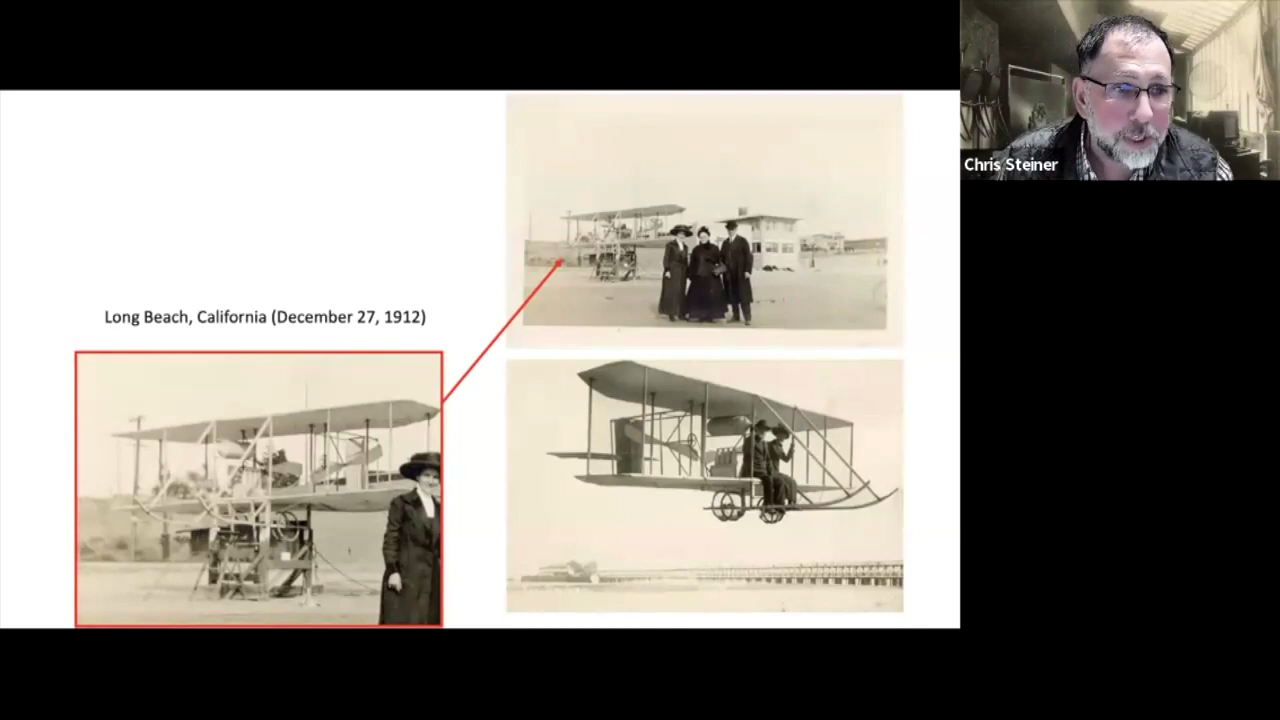 Chris Steiner
Long Beach, California (December 27, 1912)